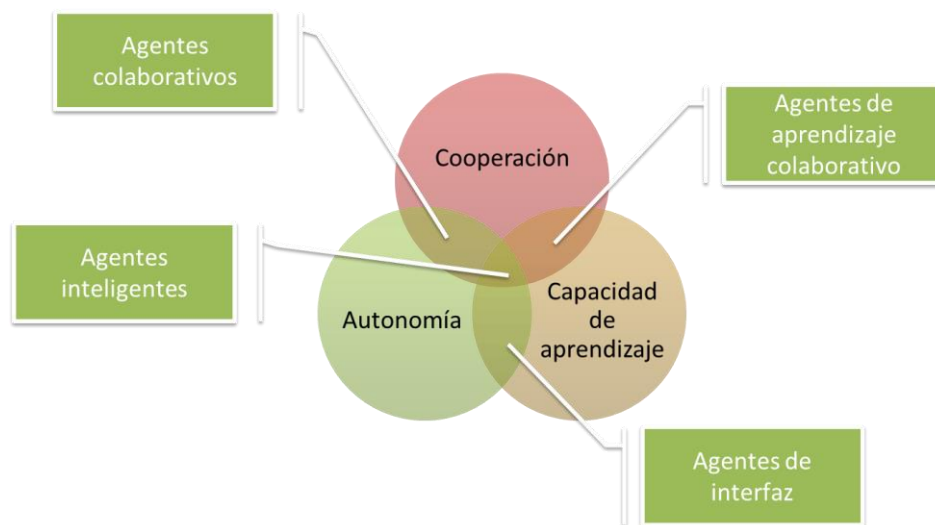 Agentes
colaborativos
Cooperación
Agentes de
aprendizaje
colaborativo
Agentes
inteligentes
Autonomía
Capacidad
de
aprendizaje
Agentes de
interfaz